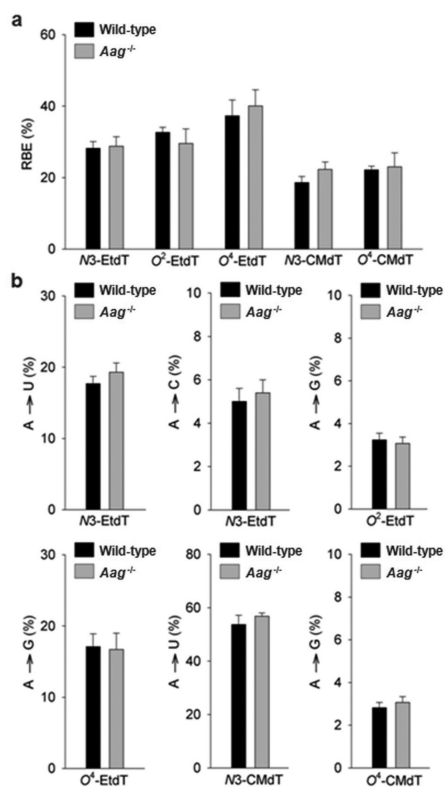 a
Wild-type
Aag-/-
RBE (%)
60
40
20
0
N3-EtdT O²-EtdT O⁴-EtdT N3-CMdT O⁴-CMdT
b
Wild-type
Aag-/-
A → U (%)
30
20
10
0
N3-EtdT
Wild-type
Aag-/-
A → C (%)
10
8
6
4
2
0
N3-EtdT
Wild-type
Aag-/-
A → G (%)
10
8
6
4
2
0
O²-EtdT
Wild-type
Aag-/-
A → G (%)
30
20
10
0
O⁴-EtdT
Wild-type
Aag-/-
A → U (%)
80
60
40
20
0
N3-CMdT
Wild-type
Aag-/-
A → G (%)
10
8
6
4
2
0
O⁴-CMdT